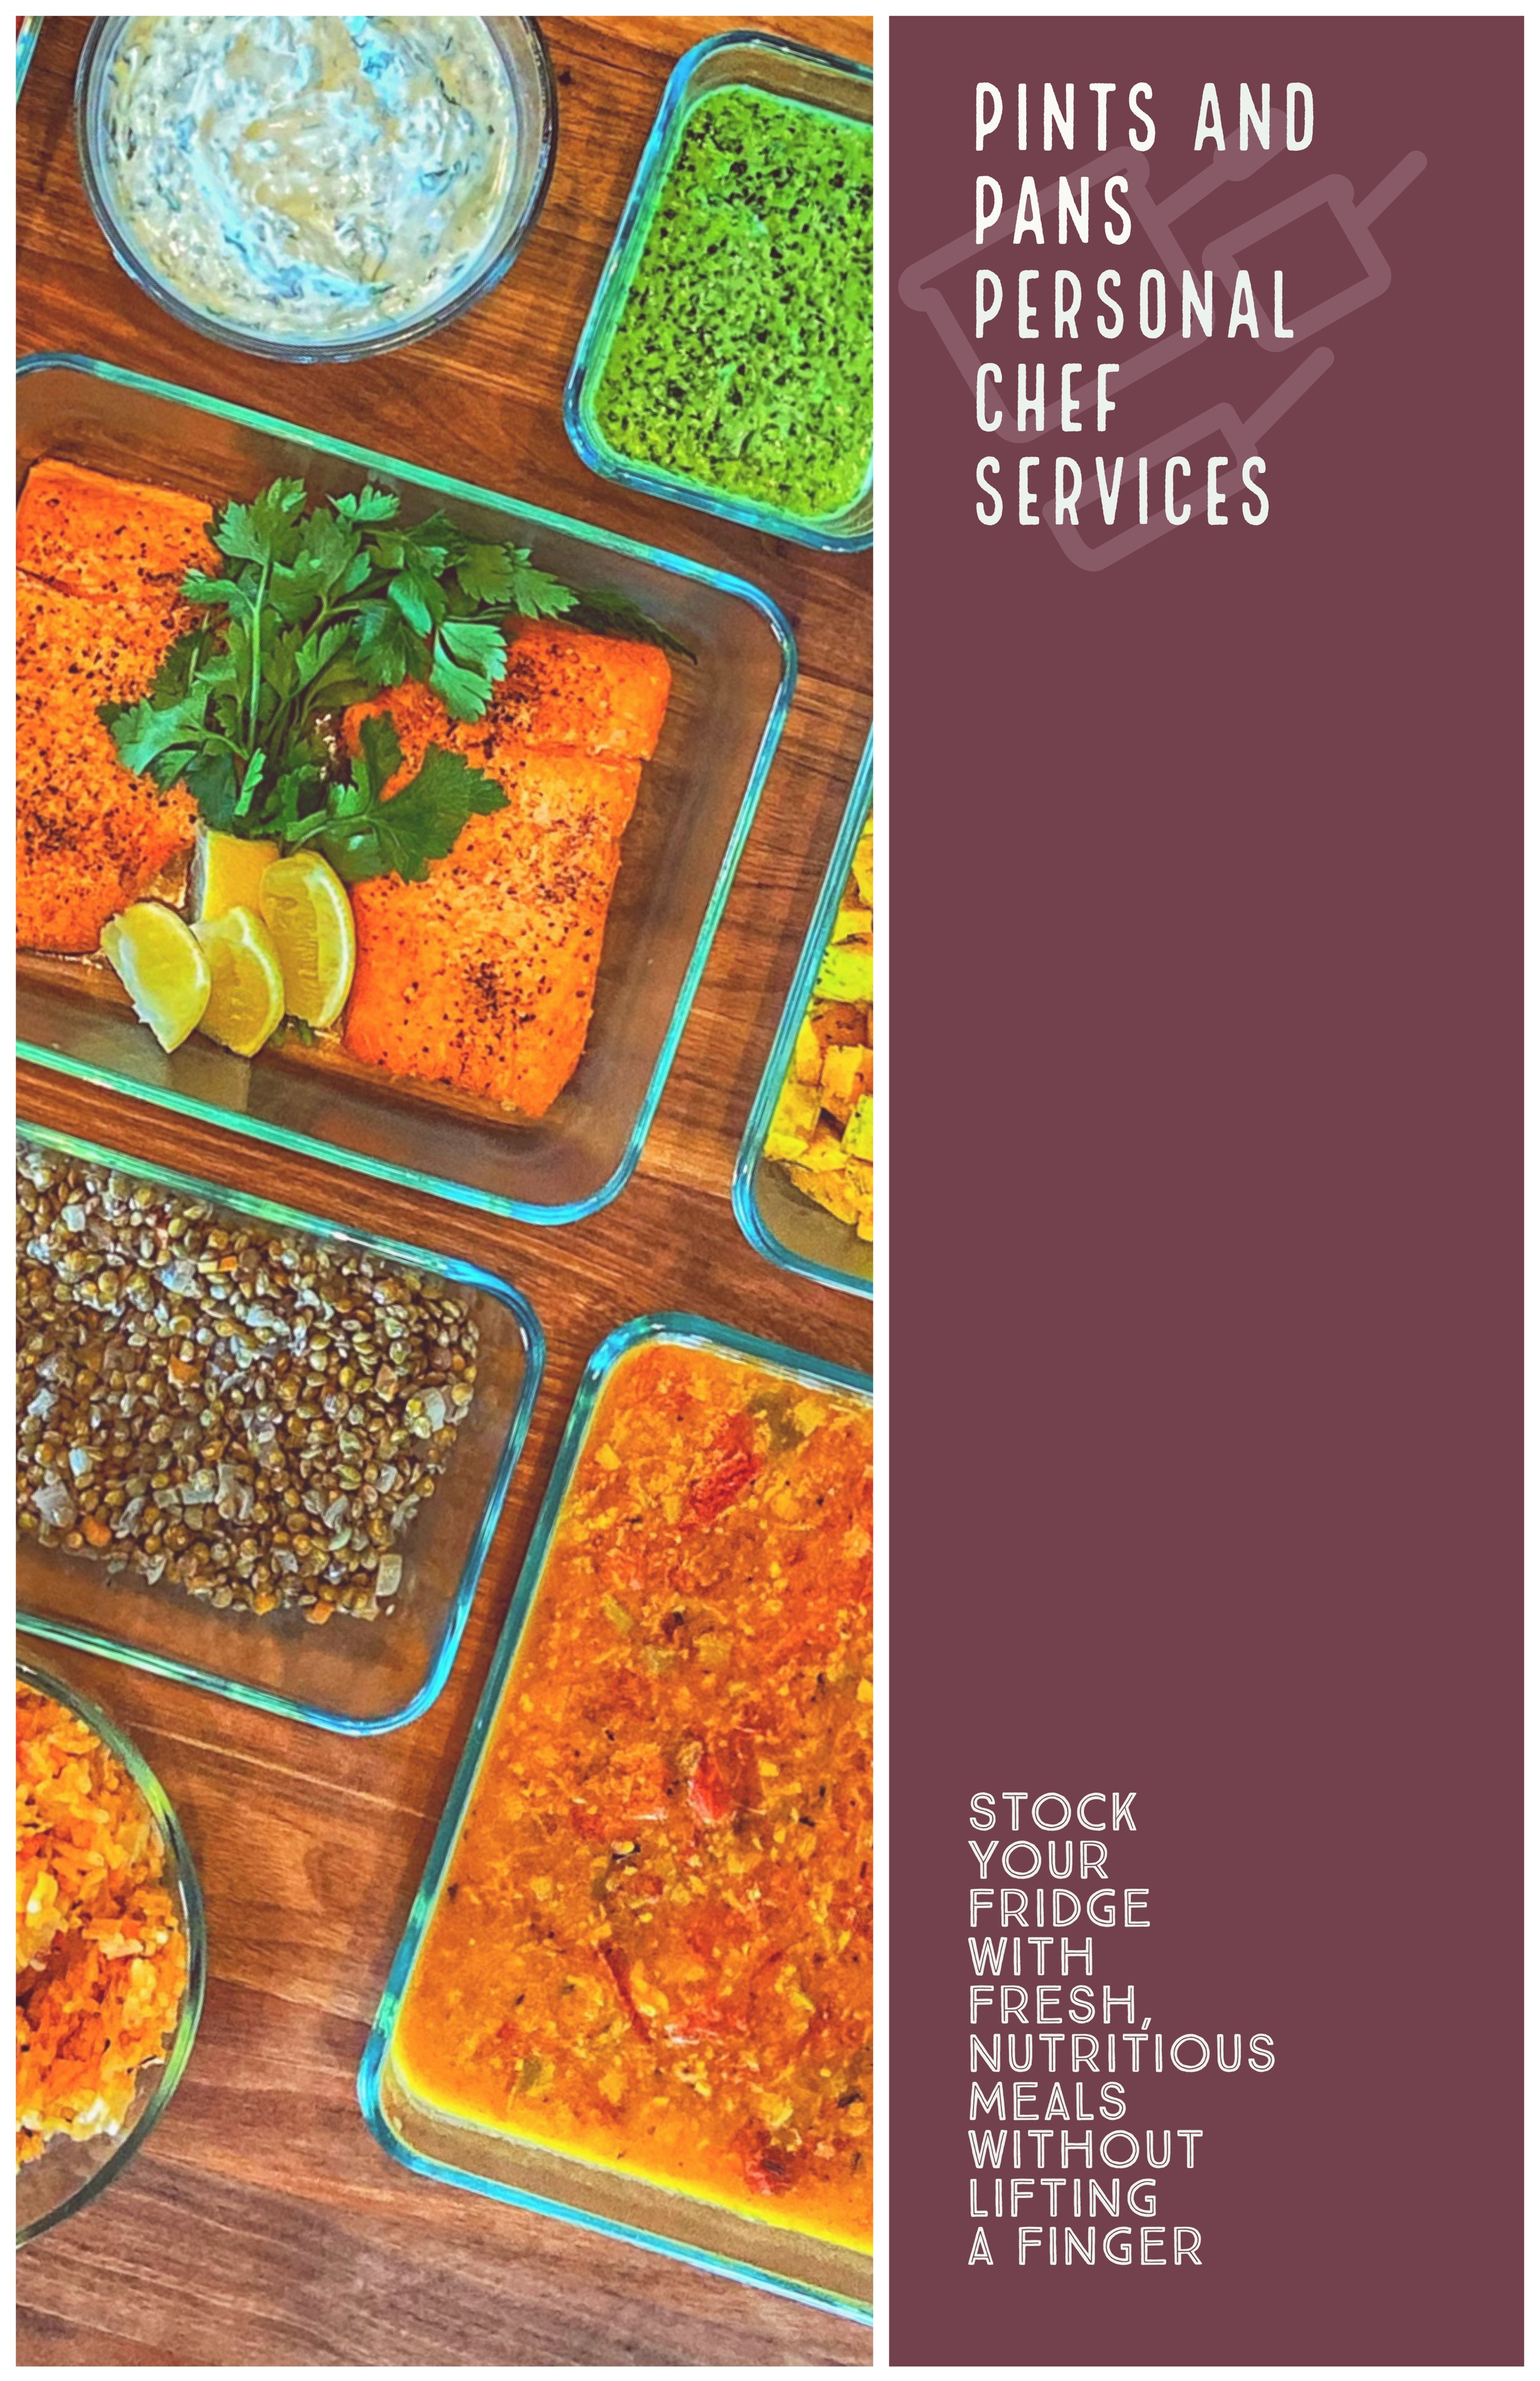 PINTS AND
PANS
PERSONAL
CHEF
SERVICES
STOCK
YOUR
FRIDGE
WITH
FRESH,
NUTRITIOUS
MEALS
WITHOUT
LIFTING
A FINGER